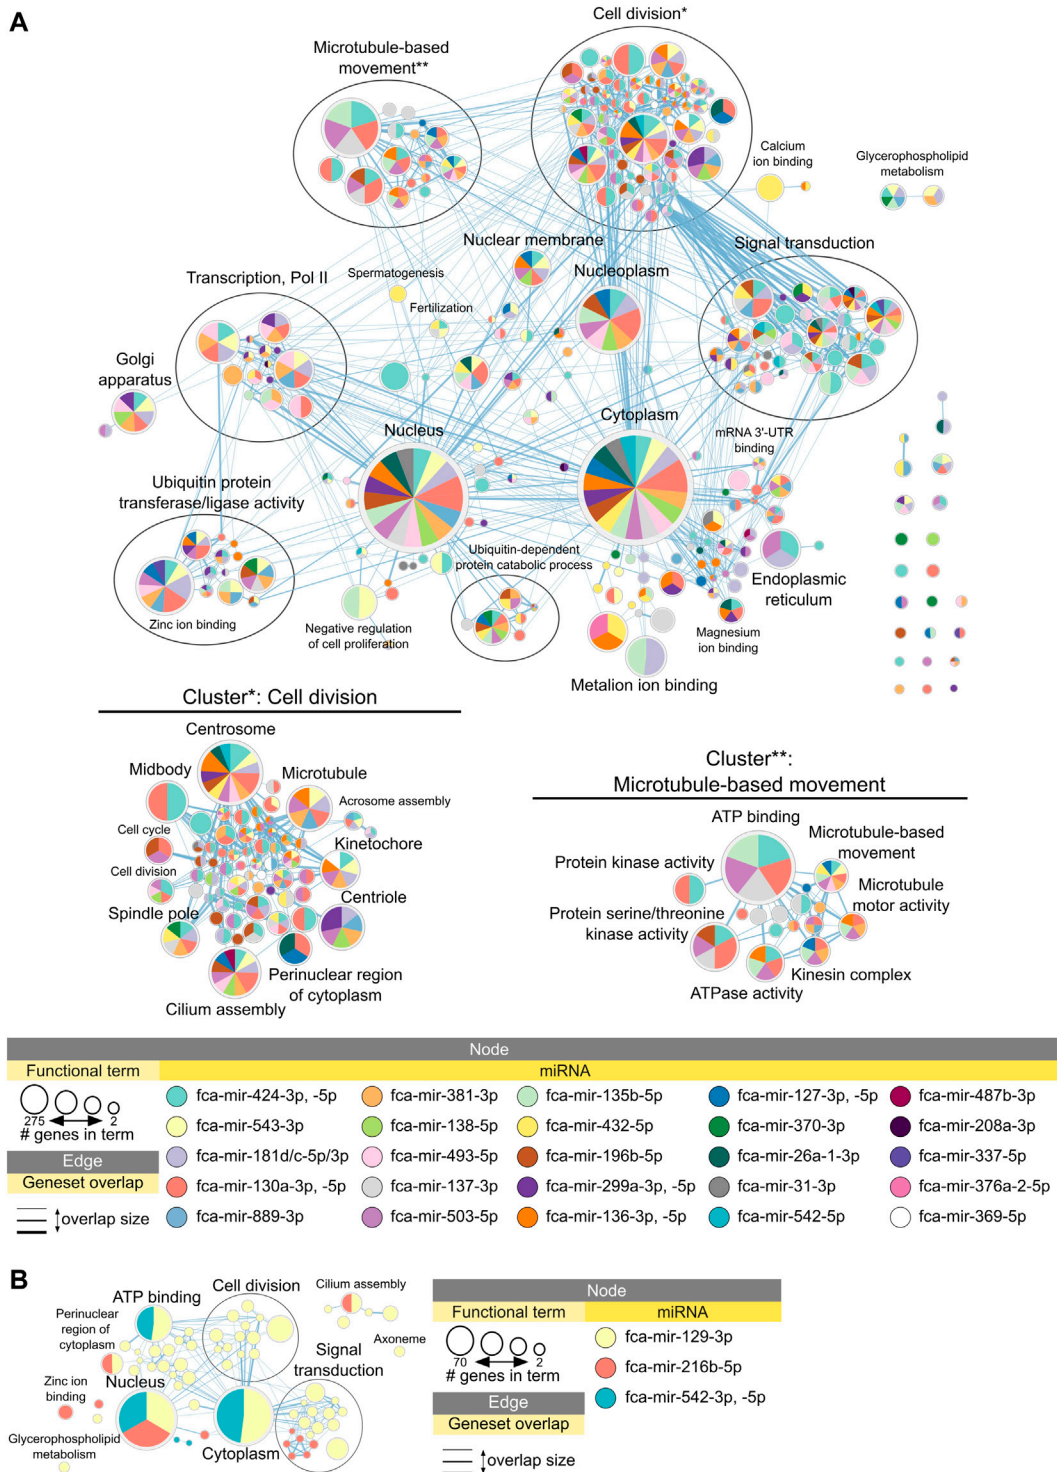 A
Cell division*
Microtubule-based
movement**
Calcium
ion binding
Glycerophospholipid
metabolism
Nuclear membrane
Signal transduction
Nucleoplasm
Spermatogenesis
Transcription, Pol II
Fertilization
Golgi
apparatus
Nucleus
Cytoplasm
mRNA 3'-UTR
binding
Ubiquitin protein
transferase/ligase activity
Ubiquitin-dependent
protein catabolic process
Endoplasmic
reticulum
Zinc ion binding
Negative regulation
of cell proliferation
Magnesium
ion binding
Metalion ion binding
Cluster*: Cell division
Centrosome
Midbody
Microtubule
Acrosome assembly
Cell cycle
Kinetochore
Cell division
Centriole
Spindle pole
Perinuclear region
of cytoplasm
Cilium assembly
Cluster**:
Microtubule-based movement
ATP binding
Microtubule-based
movement
Protein kinase activity
Microtubule
motor activity
Protein serine/threonine
kinase activity
Kinesin complex
ATPase activity
Node
Functional term
miRNA
275
2
# genes in term
Edge
Geneset overlap
overlap size
fca-mir-424-3p, -5p
fca-mir-543-3p
fca-mir-181d/c-5p/3p
fca-mir-130a-3p, -5p
fca-mir-889-3p
fca-mir-381-3p
fca-mir-138-5p
fca-mir-493-5p
fca-mir-137-3p
fca-mir-503-5p
fca-mir-135b-5p
fca-mir-432-5p
fca-mir-196b-5p
fca-mir-299a-3p, -5p
fca-mir-136-3p, -5p
fca-mir-127-3p, -5p
fca-mir-370-3p
fca-mir-26a-1-3p
fca-mir-31-3p
fca-mir-542-5p
fca-mir-487b-3p
fca-mir-208a-3p
fca-mir-337-5p
fca-mir-376a-2-5p
fca-mir-369-5p
B
Cell division
Cilium assembly
ATP binding
Perinuclear
region of
cytoplasm
Axoneme
Signal
transduction
Nucleus
Zinc ion
binding
Glycerophospholipid
metabolism
Cytoplasm
Node
Functional term
miRNA
70
2
# genes in term
Edge
Geneset overlap
overlap size
fca-mir-129-3p
fca-mir-216b-5p
fca-mir-542-3p, -5p